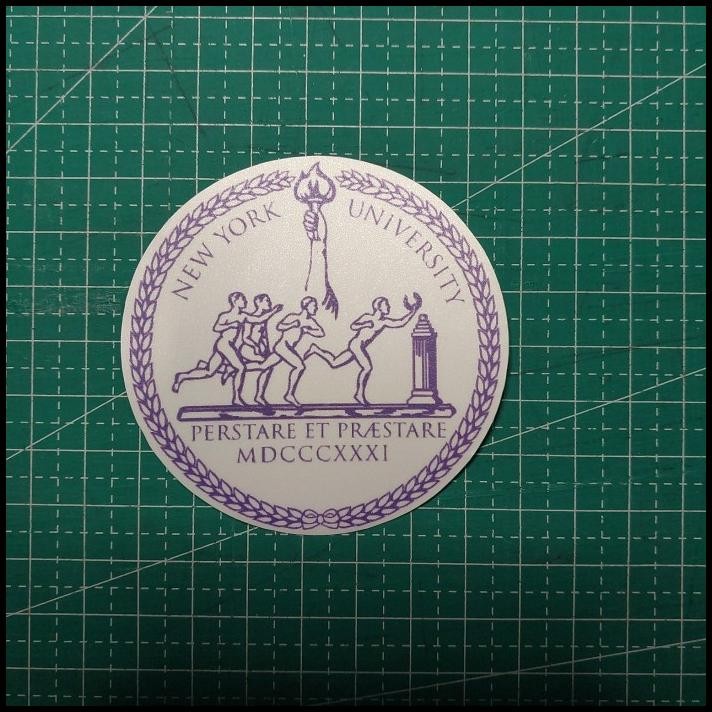 NEW YORK UNIVERSITY
PERSTARE ET PRÆSTARE
MDCCCXXXI